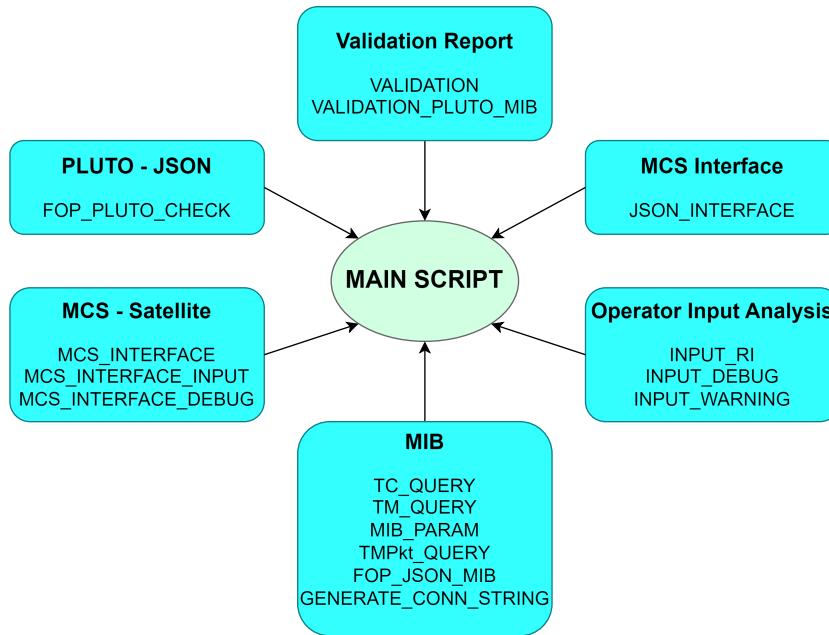 Validation Report
VALIDATION
VALIDATION_PLUTO_MIB
PLUTO - JSON
FOP_PLUTO_CHECK
MCS Interface
JSON_INTERFACE
MAIN SCRIPT
MCS - Satellite
MCS_INTERFACE
MCS_INTERFACE_INPUT
MCS_INTERFACE_DEBUG
Operator Input Analysis
INPUT_RI
INPUT_DEBUG
INPUT_WARNING
MIB
TC_QUERY
TM_QUERY
MIB_PARAM
TMPkt_QUERY
FOP_JSON_MIB
GENERATE_CONN_STRING